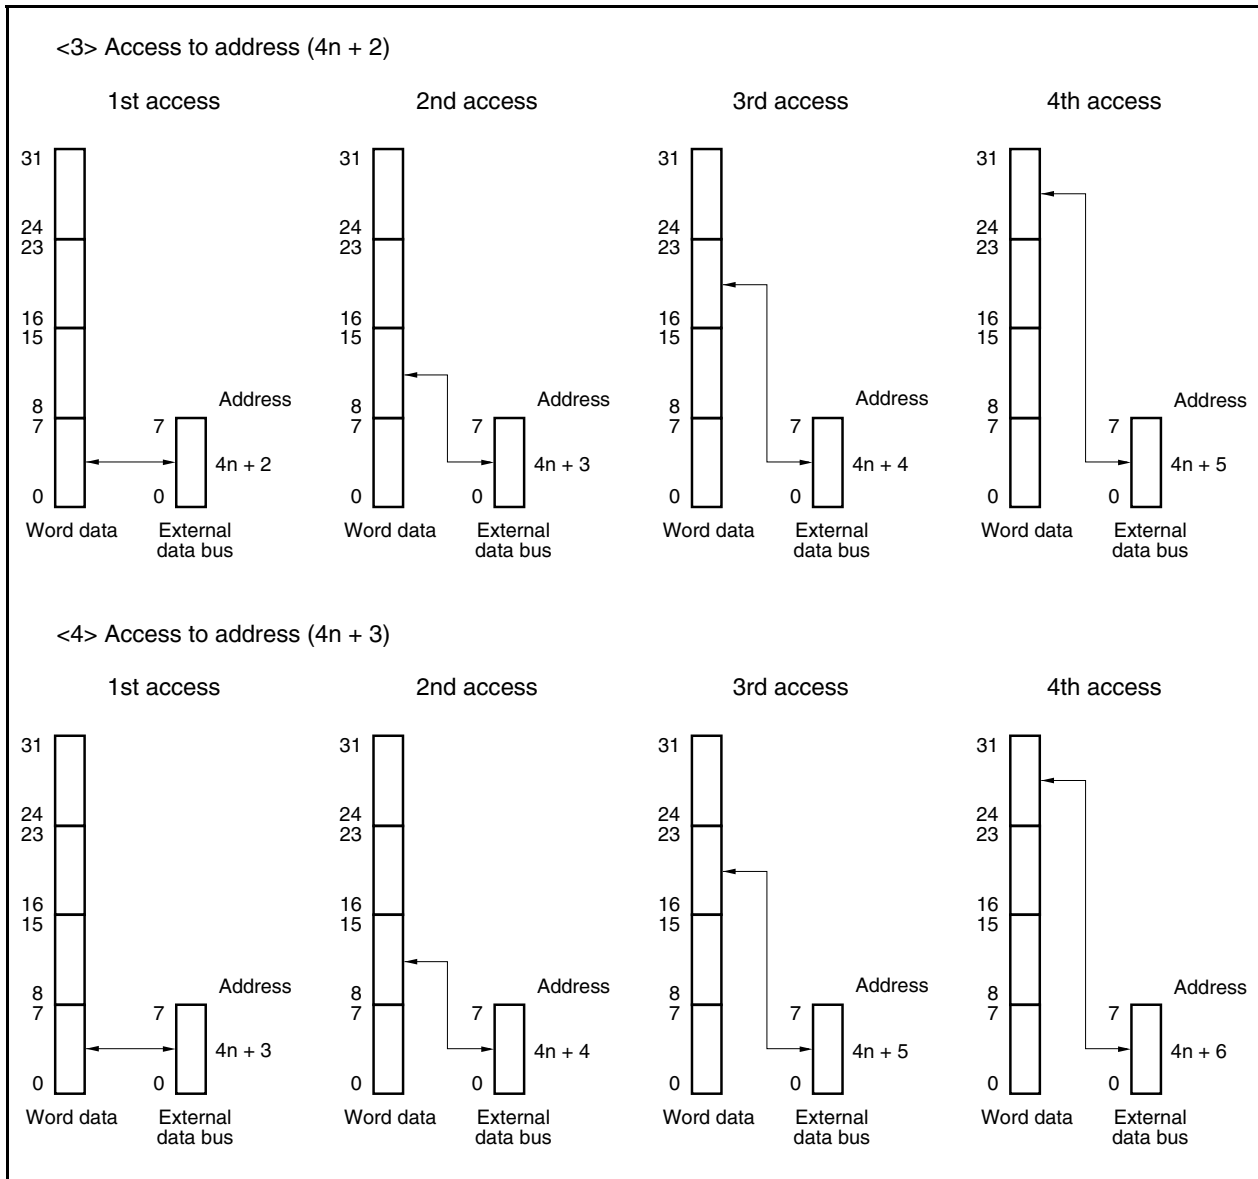 <3> Access to address (4n + 2)
1st access
2nd access
3rd access
4th access
31
24
23
16
15
8
7
0
Word data
Address
7
4n + 2
0
External
data bus
31
24
23
16
15
8
7
0
Word data
Address
7
4n + 3
0
External
data bus
31
24
23
16
15
8
7
0
Word data
Address
7
4n + 4
0
External
data bus
31
24
23
16
15
8
7
0
Word data
Address
7
4n + 5
0
External
data bus
<4> Access to address (4n + 3)
1st access
2nd access
3rd access
4th access
31
24
23
16
15
8
7
0
Word data
Address
7
4n + 3
0
External
data bus
31
24
23
16
15
8
7
0
Word data
Address
7
4n + 4
0
External
data bus
31
24
23
16
15
8
7
0
Word data
Address
7
4n + 5
0
External
data bus
31
24
23
16
15
8
7
0
Word data
Address
7
4n + 6
0
External
data bus